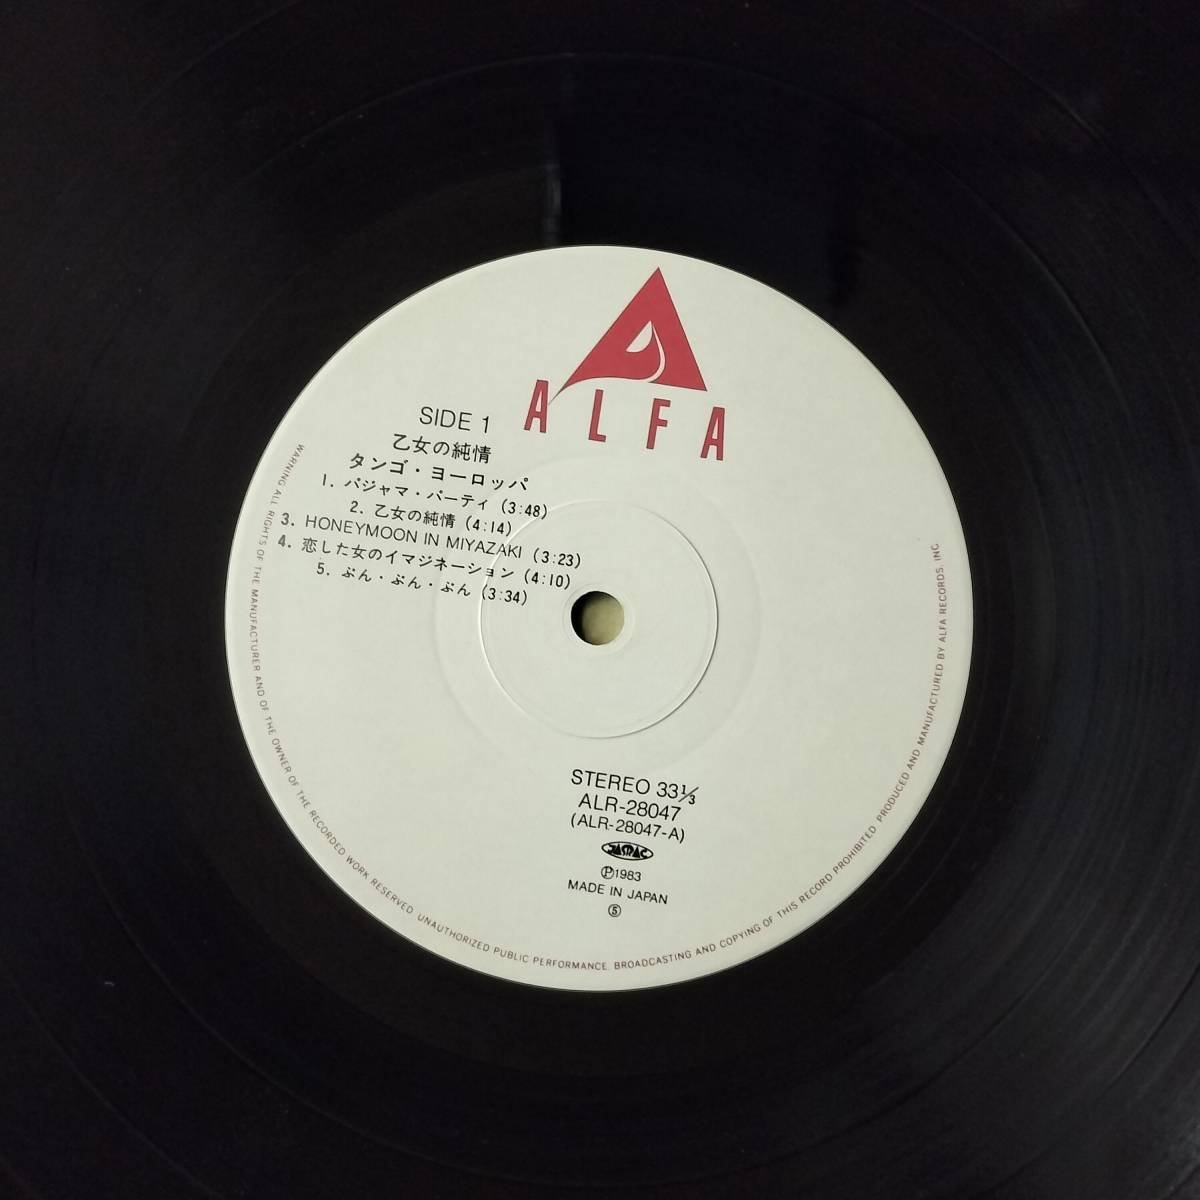 ALFA
SIDE 1
乙女の純情
タンゴ・ヨーロッパ
1. パジャマ・パーティ (3:48)
2. 乙女の純情 (4:14)
3. HONEYMOON IN MIYAZAKI (3:23)
4. 恋した女のイマジネーション (4:10)
5. ぷん・ぷん・ぷん (3:34)
STEREO 33⅓
ALR-28047
(ALR-28047-A)
JASRAC
Ⓟ1983
MADE IN JAPAN
⑤
WARNING ALL RIGHTS OF THE MANUFACTURER AND OF THE OWNER OF THE RECORDED WORK RESERVED. UNAUTHORIZED PUBLIC PERFORMANCE. BROADCASTING AND COPYING OF THIS RECORD PROHIBITED. PRODUCED AND MANUFACTURED BY ALFA RECORDS, INC.